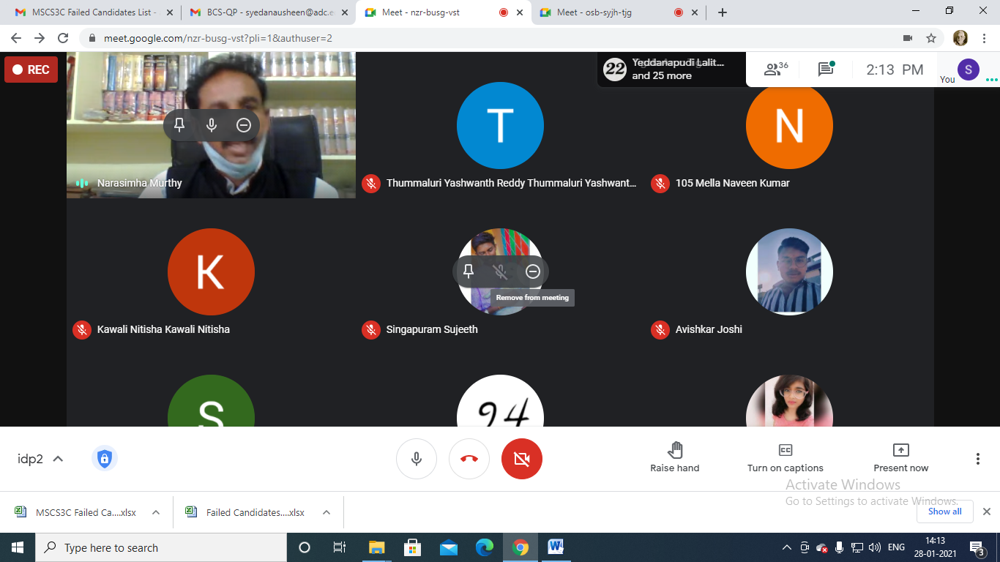 MSCS3C Failed Candidates List -
BCS-QP - syedanausheen@adc.e
Meet - nzr-busg-vst
Meet - osb-syjh-tjg
meet.google.com/nzr-busg-vst?pli=1&authuser=2
REC
22
Yeddanapudi Lalit...
and 25 more
36
2:13 PM
You
S
T
N
Narasimha Murthy
Thummaluri Yashwanth Reddy Thummaluri Yashwant...
105 Mella Naveen Kumar
K
Remove from meeting
Kawali Nitisha Kawali Nitisha
Singapuram Sujeeth
Avishkar Joshi
S
94
idp2
Raise hand
Turn on captions
Present now
Activate Windows
Go to Settings to activate Windows.
MSCS3C Failed Ca....xlsx
Failed Candidates....xlsx
Show all
Type here to search
ENG
14:13
28-01-2021
3